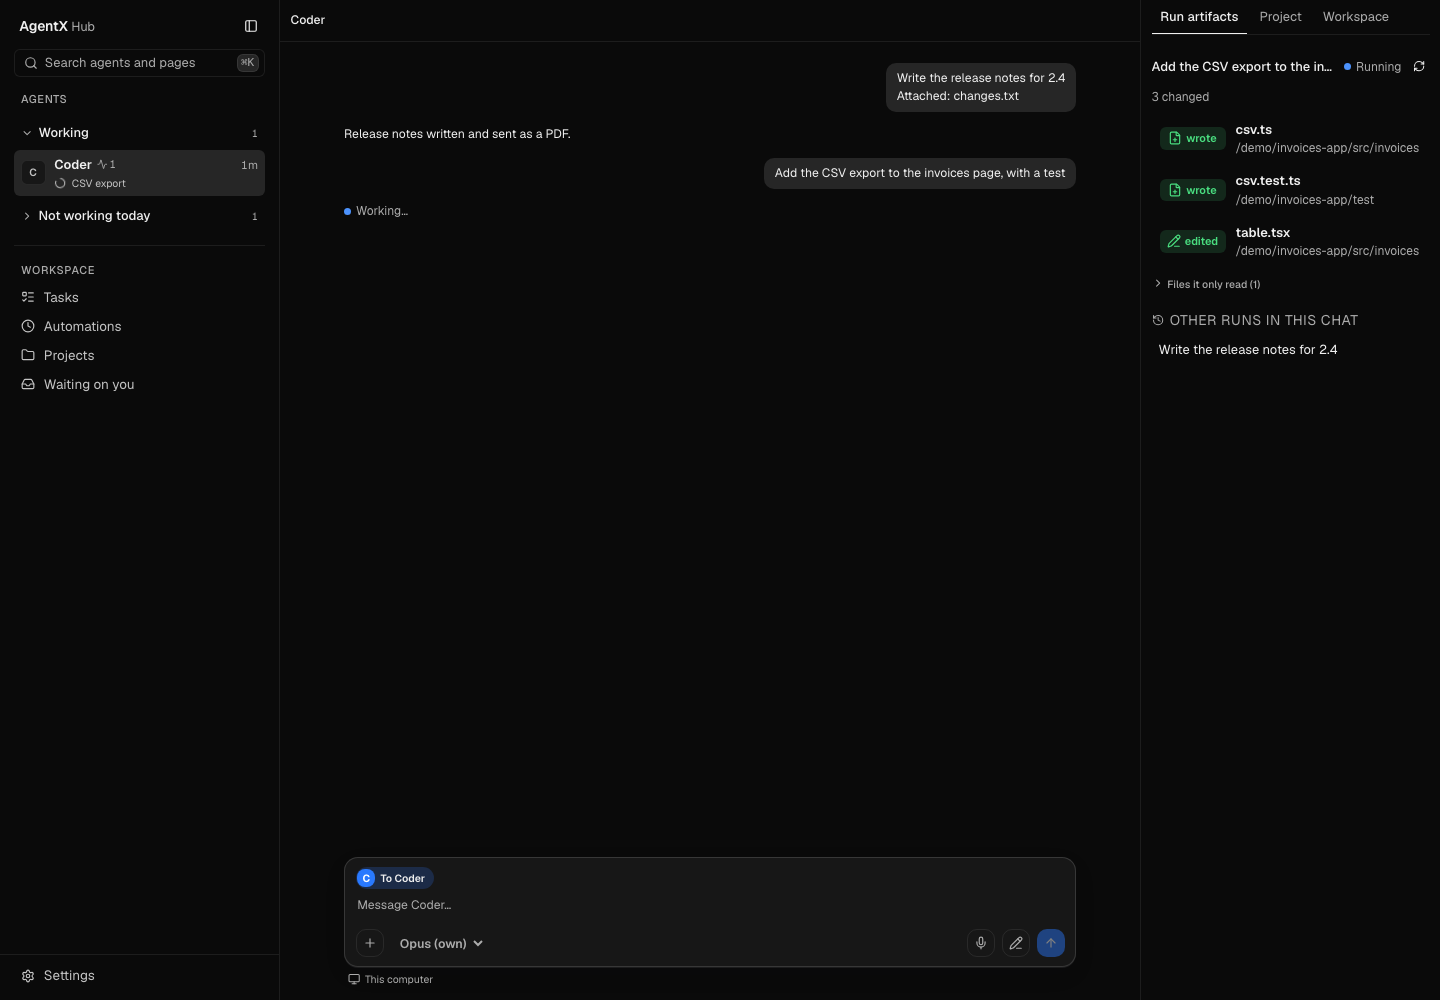 AgentX Hub
Search agents and pages
⌘K
AGENTS
Working
1
C
Coder
1
1m
CSV export
Not working today
1
WORKSPACE
Tasks
Automations
Projects
Waiting on you
Settings
Coder
Write the release notes for 2.4
Attached: changes.txt
Release notes written and sent as a PDF.
Add the CSV export to the invoices page, with a test
Working…
C
To Coder
Message Coder…
Opus (own)
This computer
Run artifacts
Project
Workspace
Add the CSV export to the in…
Running
3 changed
wrote
csv.ts
/demo/invoices-app/src/invoices
wrote
csv.test.ts
/demo/invoices-app/test
edited
table.tsx
/demo/invoices-app/src/invoices
Files it only read (1)
OTHER RUNS IN THIS CHAT
Write the release notes for 2.4